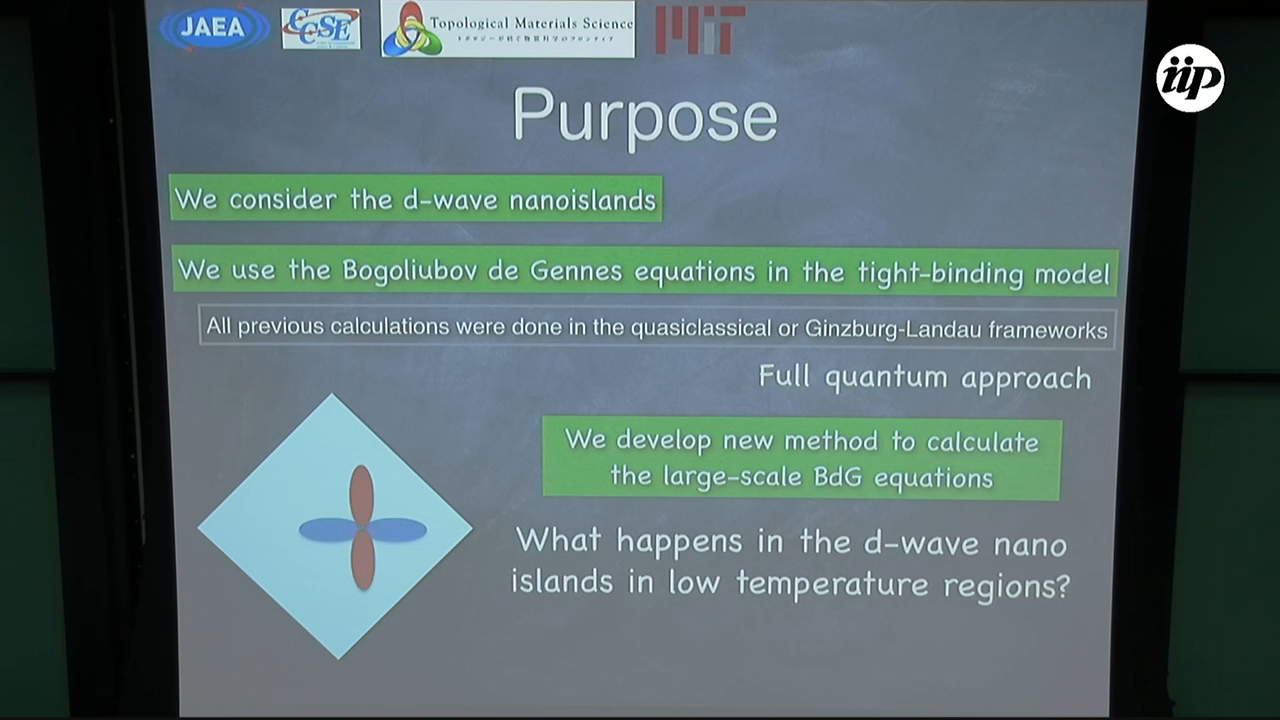 JAEA
CCSE
Topological Materials Science
MIT
iip
Purpose
We consider the d-wave nanoislands
We use the Bogoliubov de Gennes equations in the tight-binding model
All previous calculations were done in the quasiclassical or Ginzburg-Landau frameworks
Full quantum approach
We develop new method to calculate
the large-scale BdG equations
What happens in the d-wave nano
islands in low temperature regions?